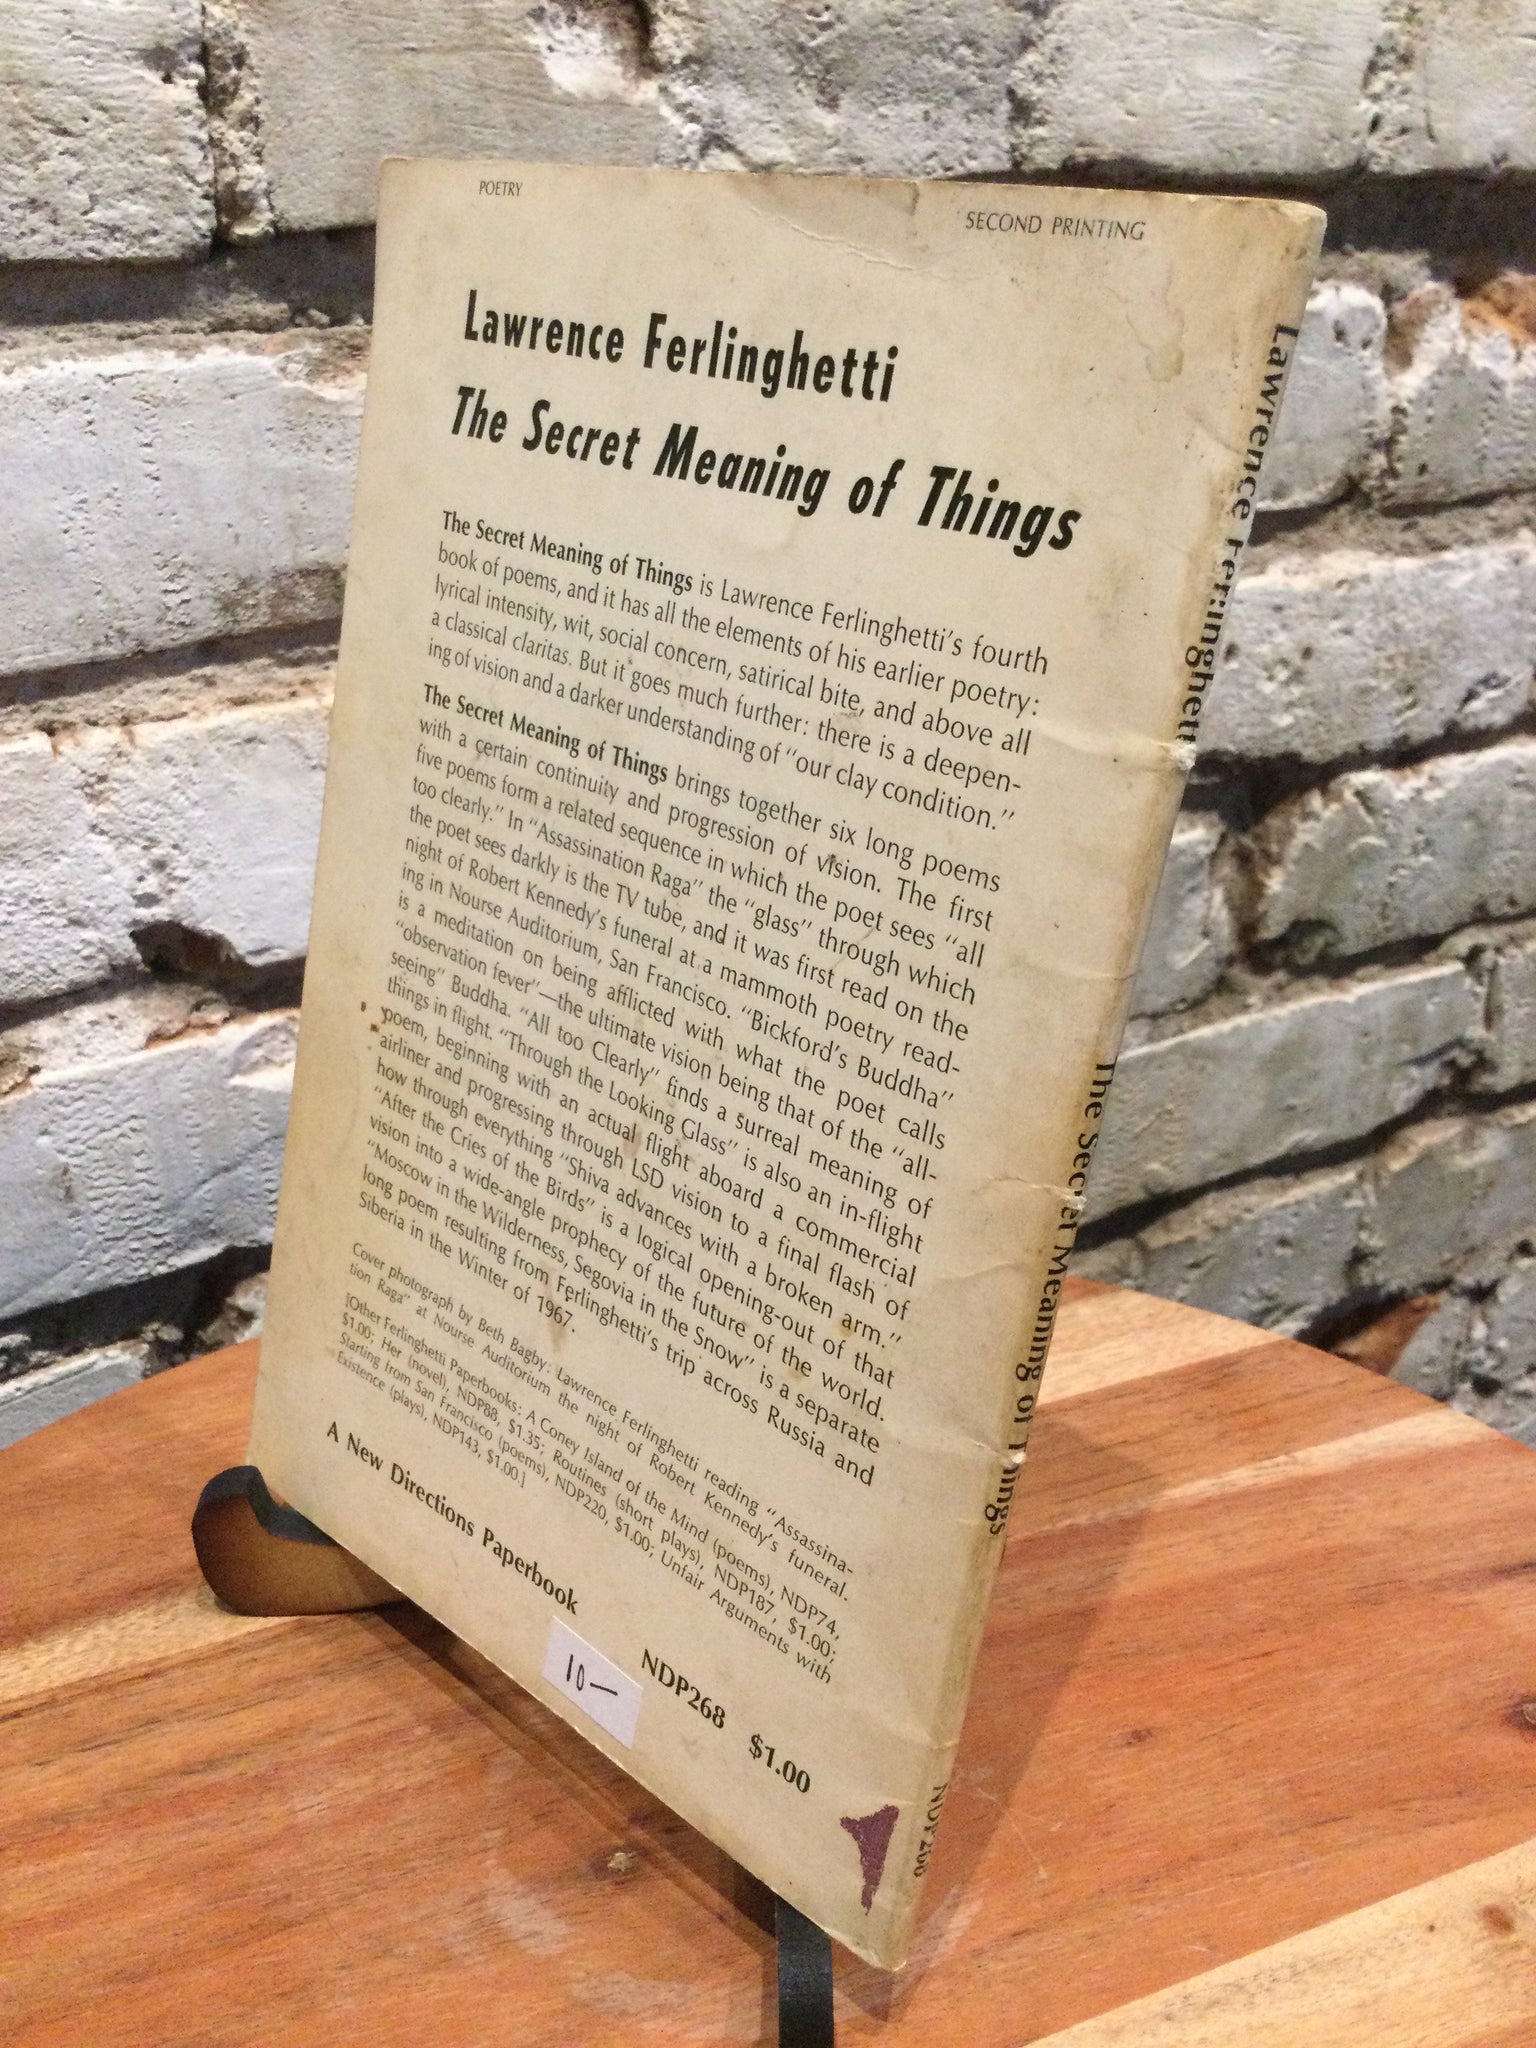 POETRY
SECOND PRINTING
Lawrence Ferlinghetti
The Secret Meaning of Things
The Secret Meaning of Things is Lawrence Ferlinghetti's fourth
book of poems, and it has all the elements of his earlier poetry:
lyrical intensity, wit, social concern, satirical bite, and above all
a classical claritas. But it goes much further: there is a deepen-
ing of vision and a darker understanding of "our clay condition."
The Secret Meaning of Things brings together six long poems
with a certain continuity and progression of vision. The first
five poems form a related sequence in which the poet sees "all
too clearly." In "Assassination Raga" the "glass" through which
the poet sees darkly is the TV tube, and it was first read on the
night of Robert Kennedy's funeral at a mammoth poetry read-
ing in Nourse Auditorium, San Francisco. "Bickford's Buddha"
is a meditation on being afflicted with what the poet calls
"observation fever"—the ultimate vision being that of the "all-
seeing" Buddha. "All too Clearly" finds a surreal meaning of
things in flight. "Through the Looking Glass" is also an in-flight
poem, beginning with an actual flight aboard a commercial
airliner and progressing through LSD vision to a final flash of
how through everything "Shiva advances with a broken arm."
"After the Cries of the Birds" is a logical opening-out of that
vision into a wide-angle prophecy of the future of the world.
"Moscow in the Wilderness, Segovia in the Snow" is a separate
long poem resulting from Ferlinghetti's trip across Russia and
Siberia in the Winter of 1967.
Cover photograph by Beth Bagby: Lawrence Ferlinghetti reading "Assassina-
tion Raga" at Nourse Auditorium the night of Robert Kennedy's funeral.
[Other Ferlinghetti Paperbooks: A Coney Island of the Mind (poems), NDP74,
$1.00; Her (novel), NDP88, $1.35; Routines (short plays), NDP187, $1.00;
Starting from San Francisco (poems), NDP220, $1.00; Unfair Arguments with
Existence (plays), NDP143, $1.00.]
A New Directions Paperbook NDP268 $1.00
10—
Lawrence Ferlinghetti The Secret Meaning of Things NDP268